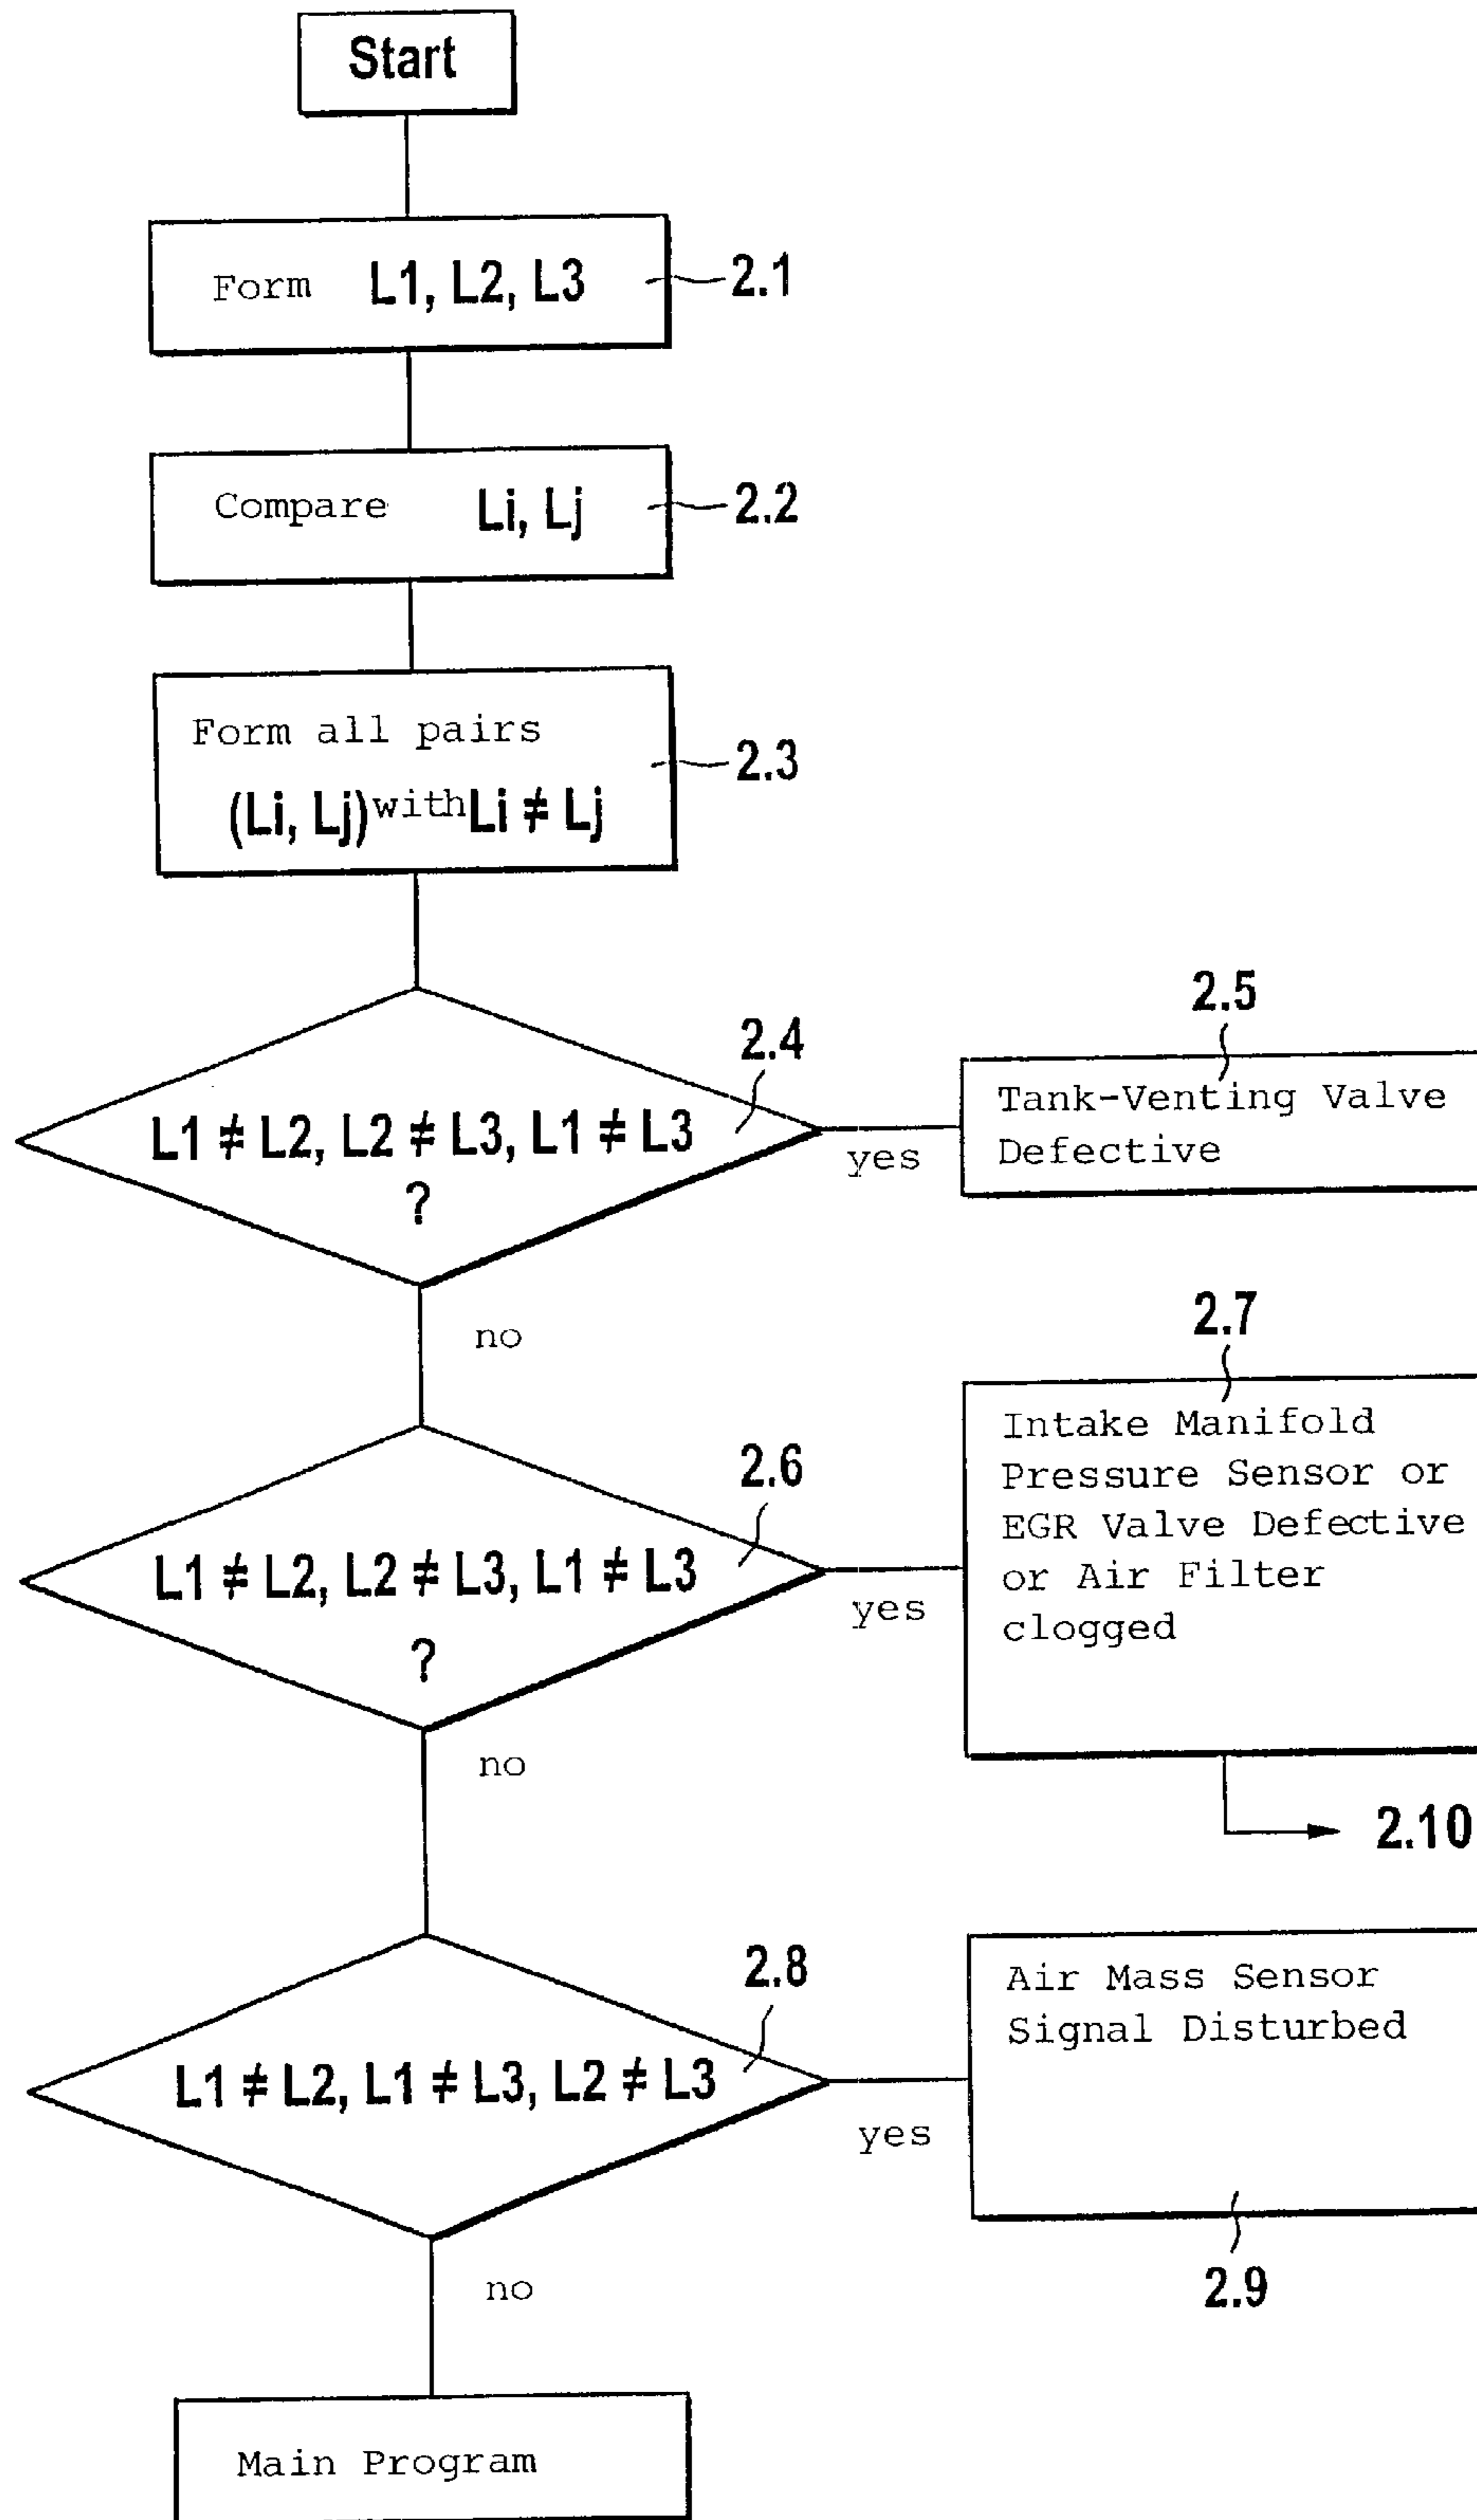 Start
Form L1, L2, L3
2.1
Compare Li, Lj
2.2
Form all pairs
(Li, Lj) with Li ≠ Lj
2.3
2.4
L1 ≠ L2, L2 ≠ L3, L1 ≠ L3
?
yes
2.5
Tank-Venting Valve
Defective
no
2.6
L1 ≠ L2, L2 ≠ L3, L1 ≠ L3
?
yes
2.7
Intake Manifold
Pressure Sensor or
EGR Valve Defective
or Air Filter
clogged
2.10
no
2.8
L1 ≠ L2, L1 ≠ L3, L2 ≠ L3
yes
Air Mass Sensor
Signal Disturbed
2.9
no
Main Program